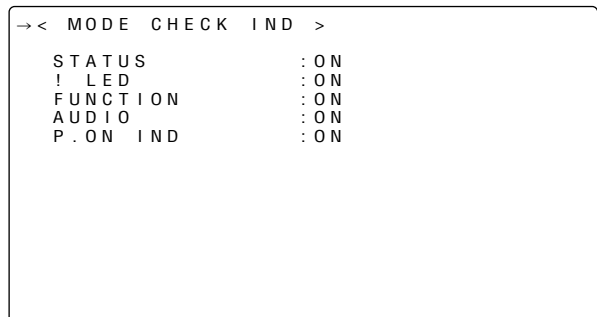 →< MODE CHECK IND >
STATUS :ON
! LED :ON
FUNCTION :ON
AUDIO :ON
P.ON IND :ON